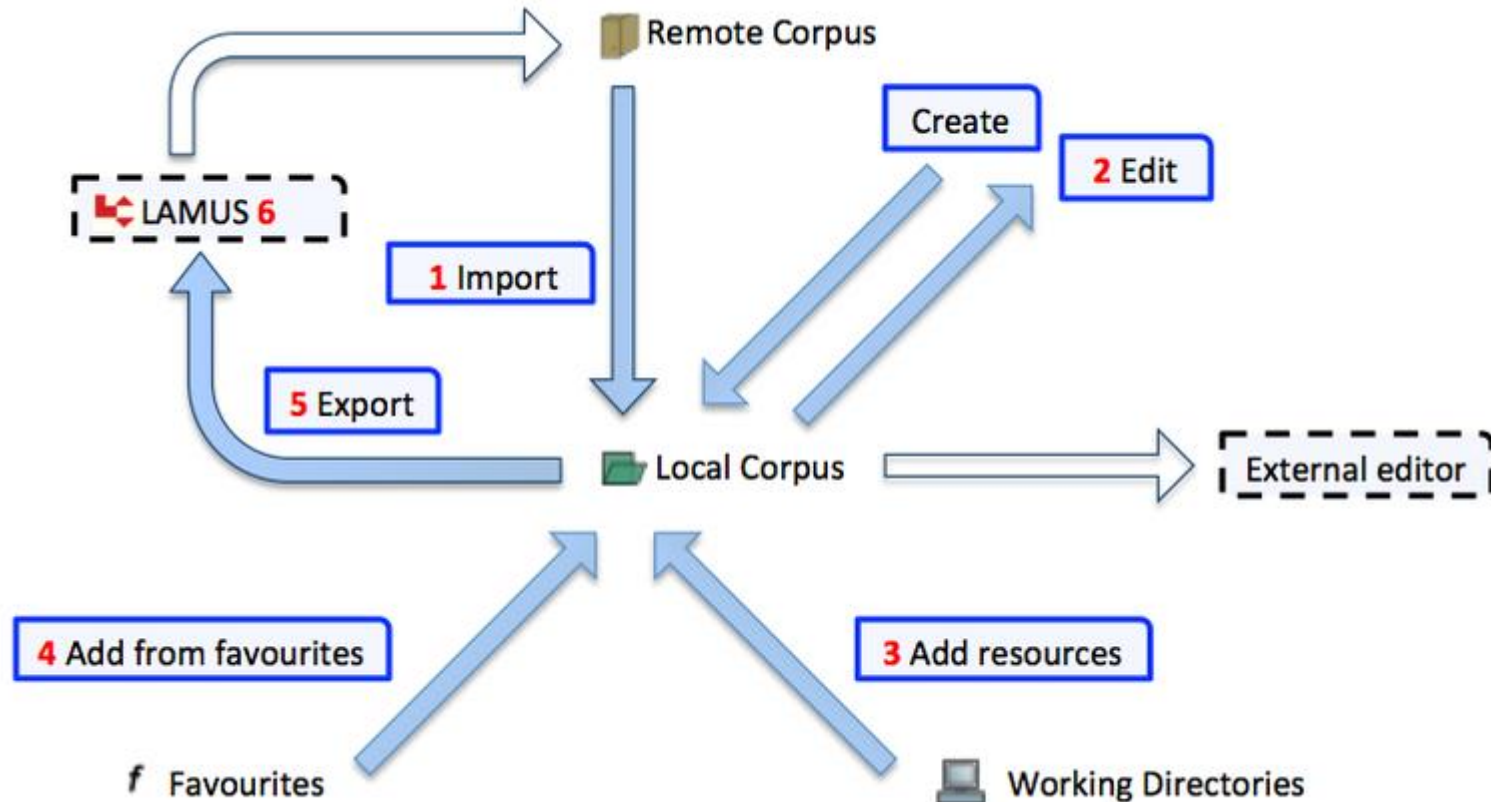 Remote Corpus
Create
2 Edit
LAMUS 6
1 Import
5 Export
Local Corpus
External editor
4 Add from favourites
3 Add resources
f Favourites
Working Directories